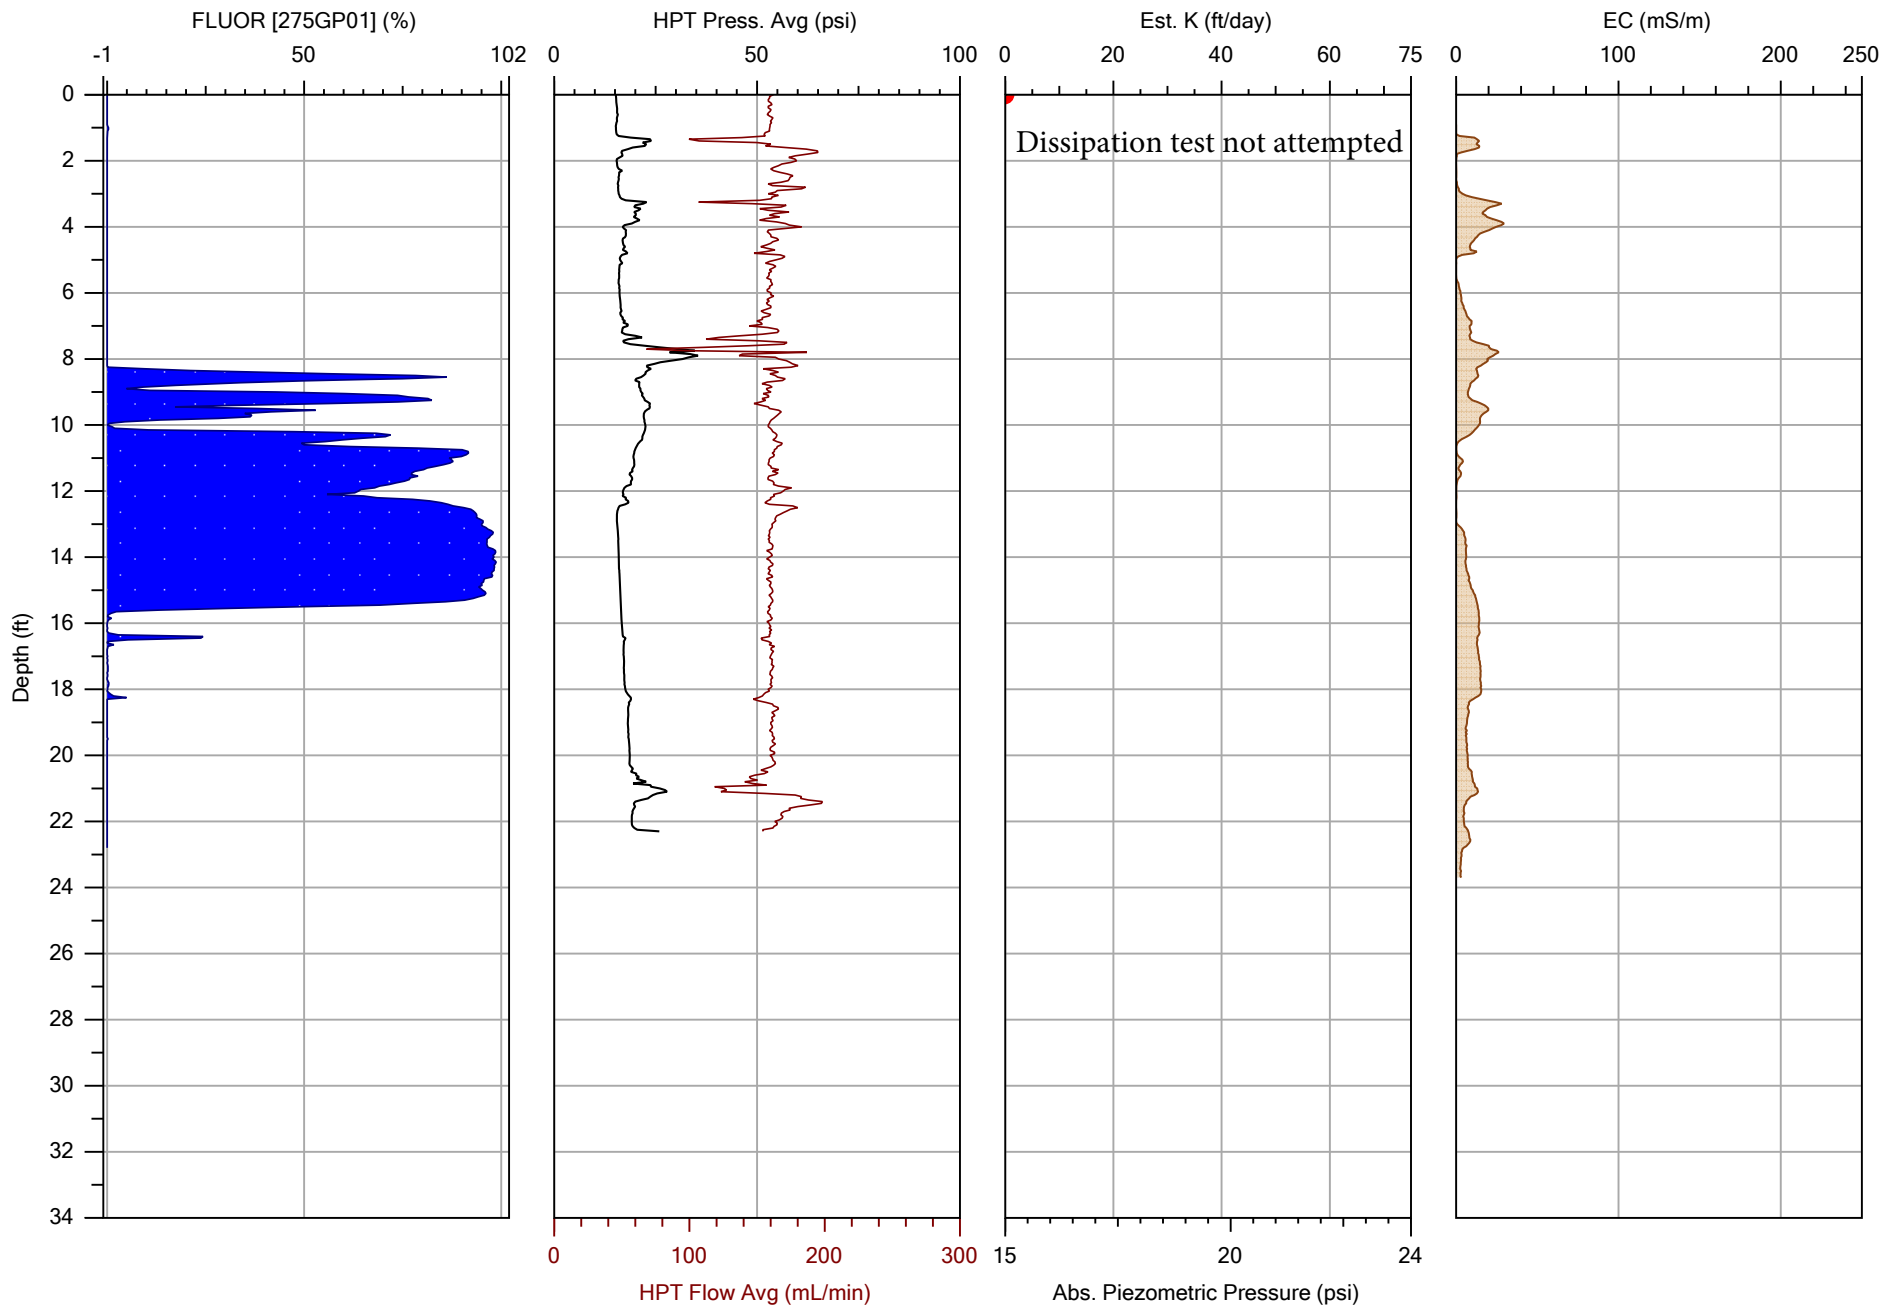 FLUOR [275GP01] (%)
HPT Press. Avg (psi)
Est. K (ft/day)
EC (mS/m)
-1 50 102
0 50 100
0 20 40 60 75
0 100 200 250
Dissipation test not attempted
Depth (ft)
0
2
4
6
8
10
12
14
16
18
20
22
24
26
28
30
32
34
0 100 200 300
15 20 24
HPT Flow Avg (mL/min)
Abs. Piezometric Pressure (psi)